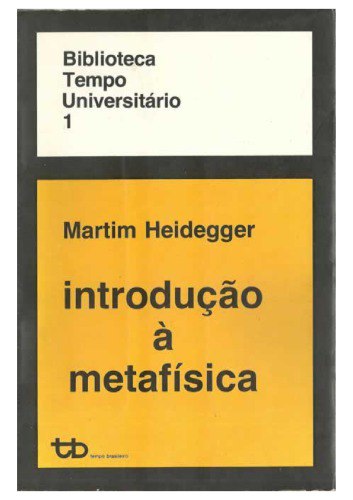 Biblioteca
Tempo
Universitário
1
Martim Heidegger
introdução
à
metafísica
tb
tempo brasileiro